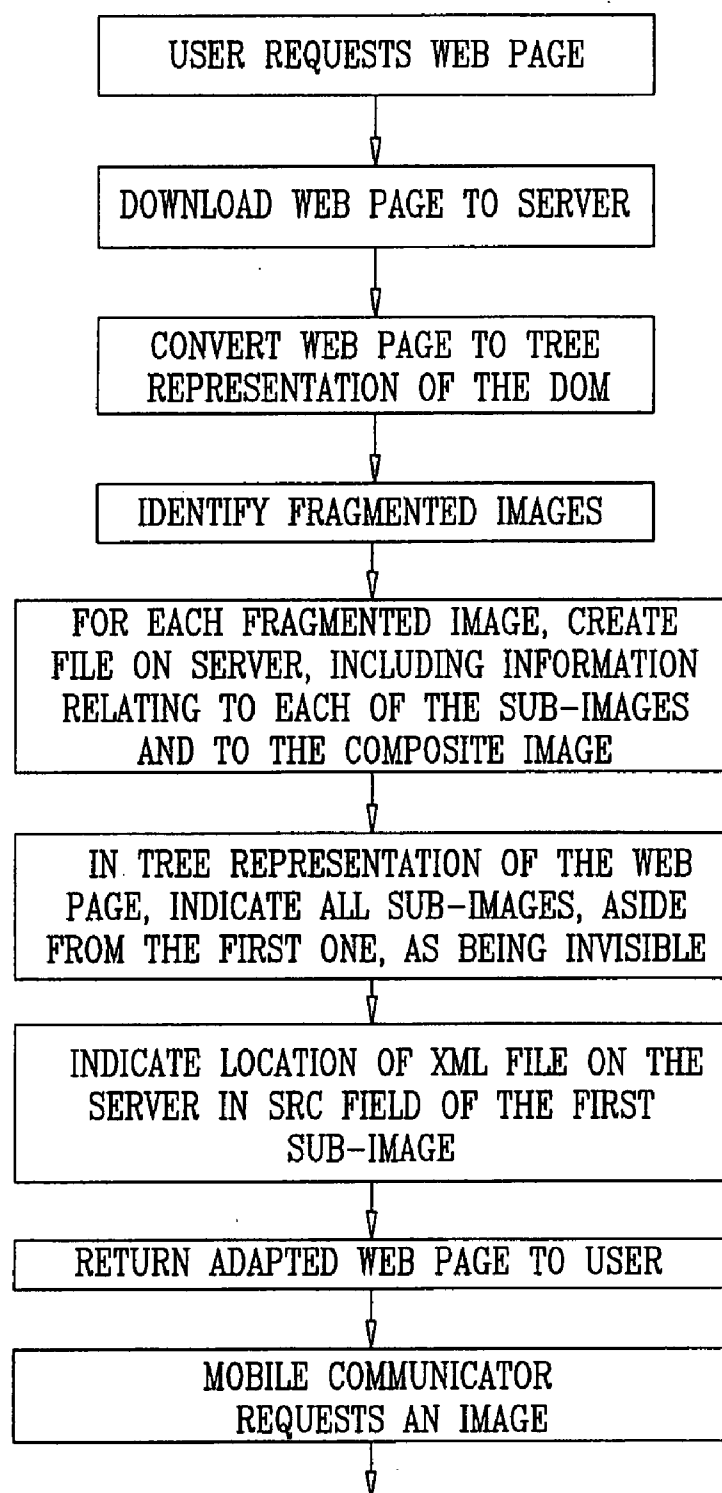 USER REQUESTS WEB PAGE
DOWNLOAD WEB PAGE TO SERVER
CONVERT WEB PAGE TO TREE
REPRESENTATION OF THE DOM
IDENTIFY FRAGMENTED IMAGES
FOR EACH FRAGMENTED IMAGE, CREATE
FILE ON SERVER, INCLUDING INFORMATION
RELATING TO EACH OF THE SUB-IMAGES
AND TO THE COMPOSITE IMAGE
IN TREE REPRESENTATION OF THE WEB
PAGE, INDICATE ALL SUB-IMAGES, ASIDE
FROM THE FIRST ONE, AS BEING INVISIBLE
INDICATE LOCATION OF XML FILE ON THE
SERVER IN SRC FIELD OF THE FIRST
SUB-IMAGE
RETURN ADAPTED WEB PAGE TO USER
MOBILE COMMUNICATOR
REQUESTS AN IMAGE